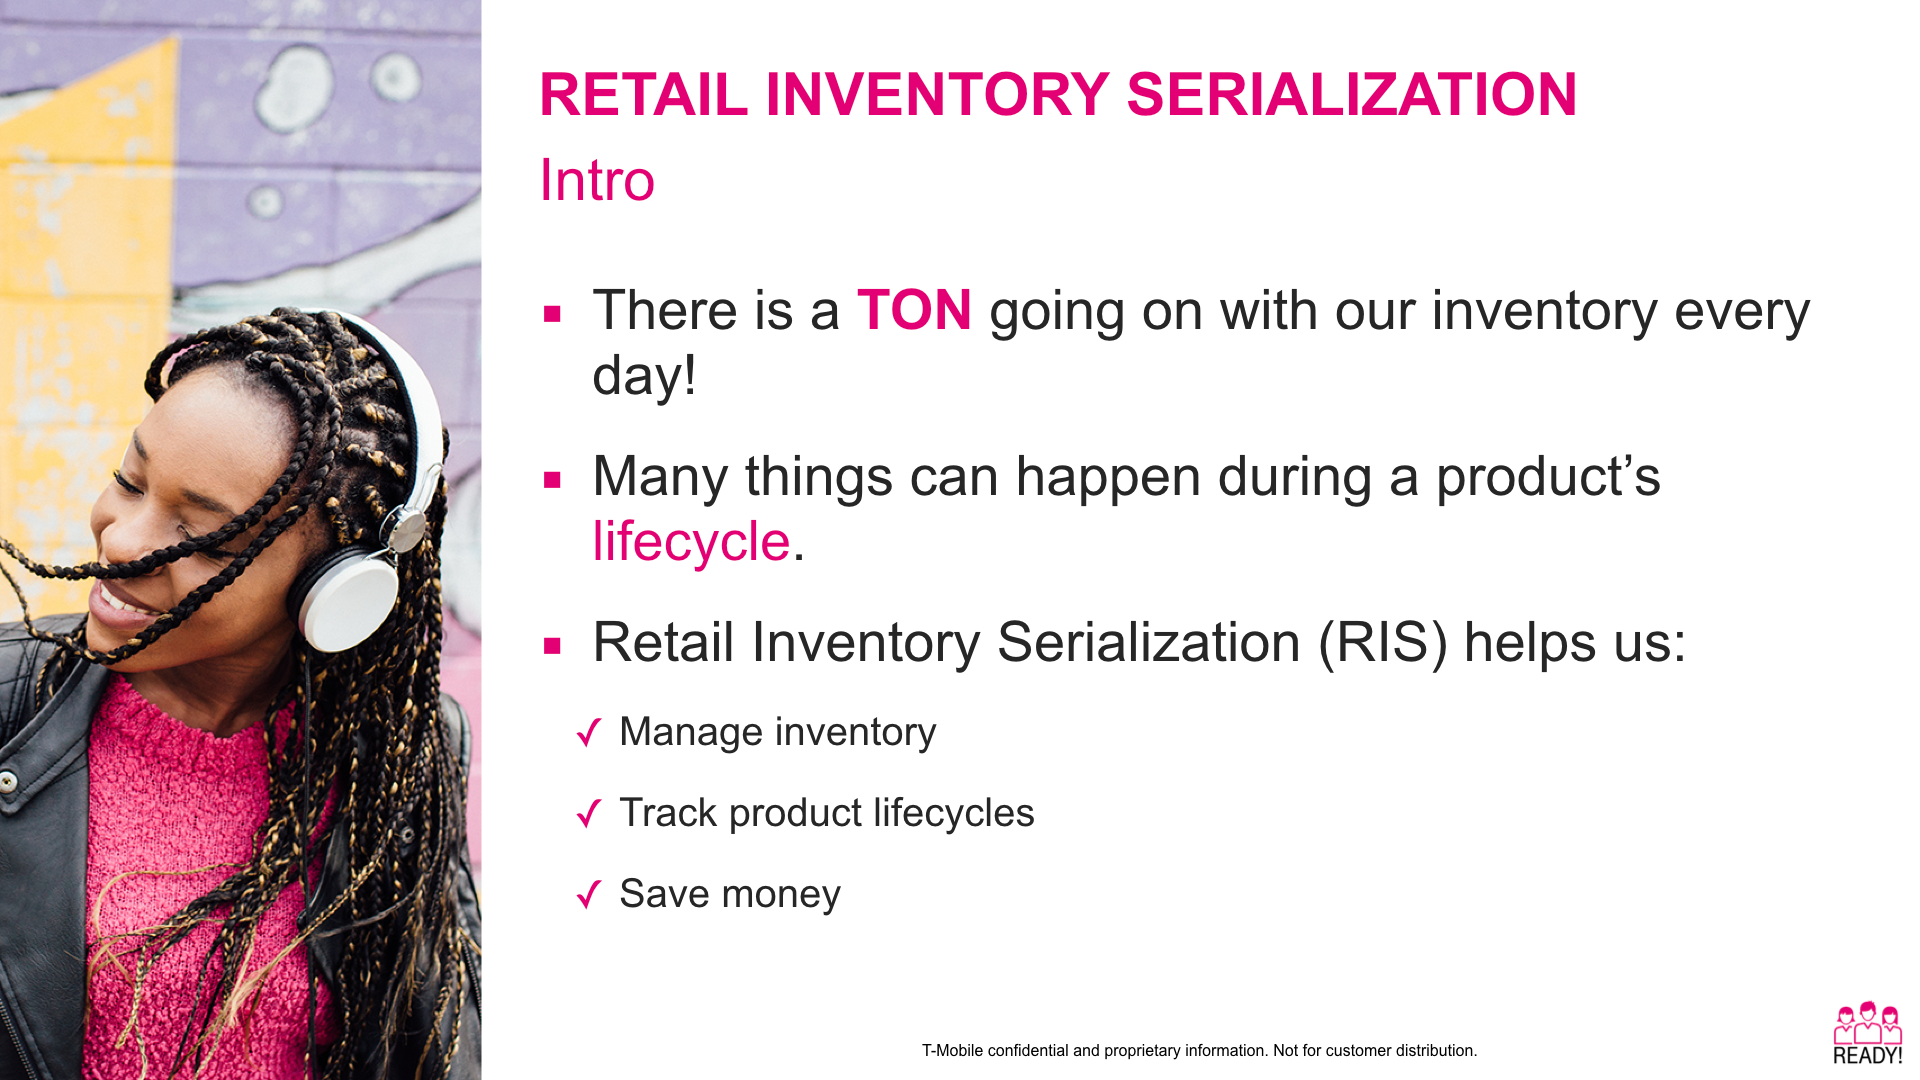 RETAIL INVENTORY SERIALIZATION
Intro
There is a TON going on with our inventory every
day!
Many things can happen during a product’s
lifecycle.
Retail Inventory Serialization (RIS) helps us:
Manage inventory
Track product lifecycles
Save money
T-Mobile confidential and proprietary information. Not for customer distribution.
READY!